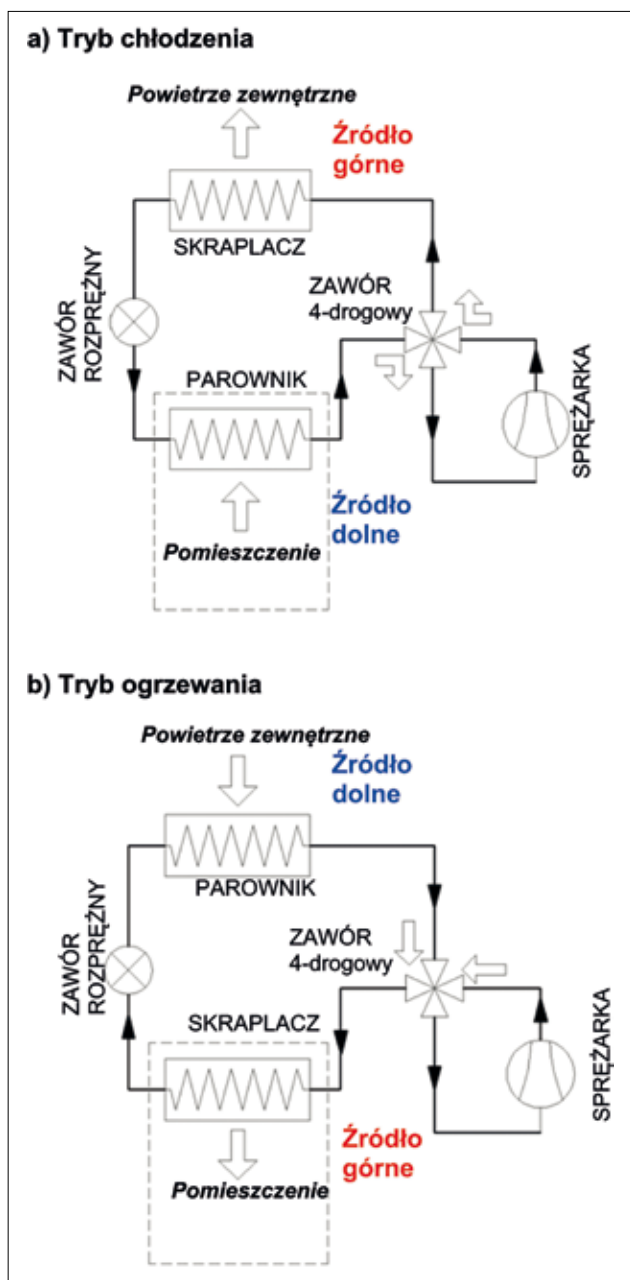 a) Tryb chłodzenia
Powietrze zewnętrzne
Źródło
górne
SKRAPLACZ
ZAWÓR
ROZPRĘŻNY
ZAWÓR
4-drogowy
PAROWNIK
SPRĘŻARKA
Źródło
dolne
Pomieszczenie
b) Tryb ogrzewania
Powietrze zewnętrzne
Źródło
dolne
PAROWNIK
ZAWÓR
ROZPRĘŻNY
ZAWÓR
4-drogowy
SKRAPLACZ
SPRĘŻARKA
Źródło
górne
Pomieszczenie